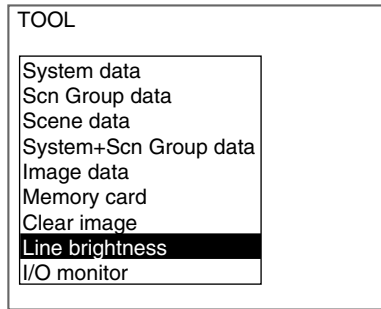 TOOL
System data
Scn Group data
Scene data
System+Scn Group data
Image data
Memory card
Clear image
Line brightness
I/O monitor